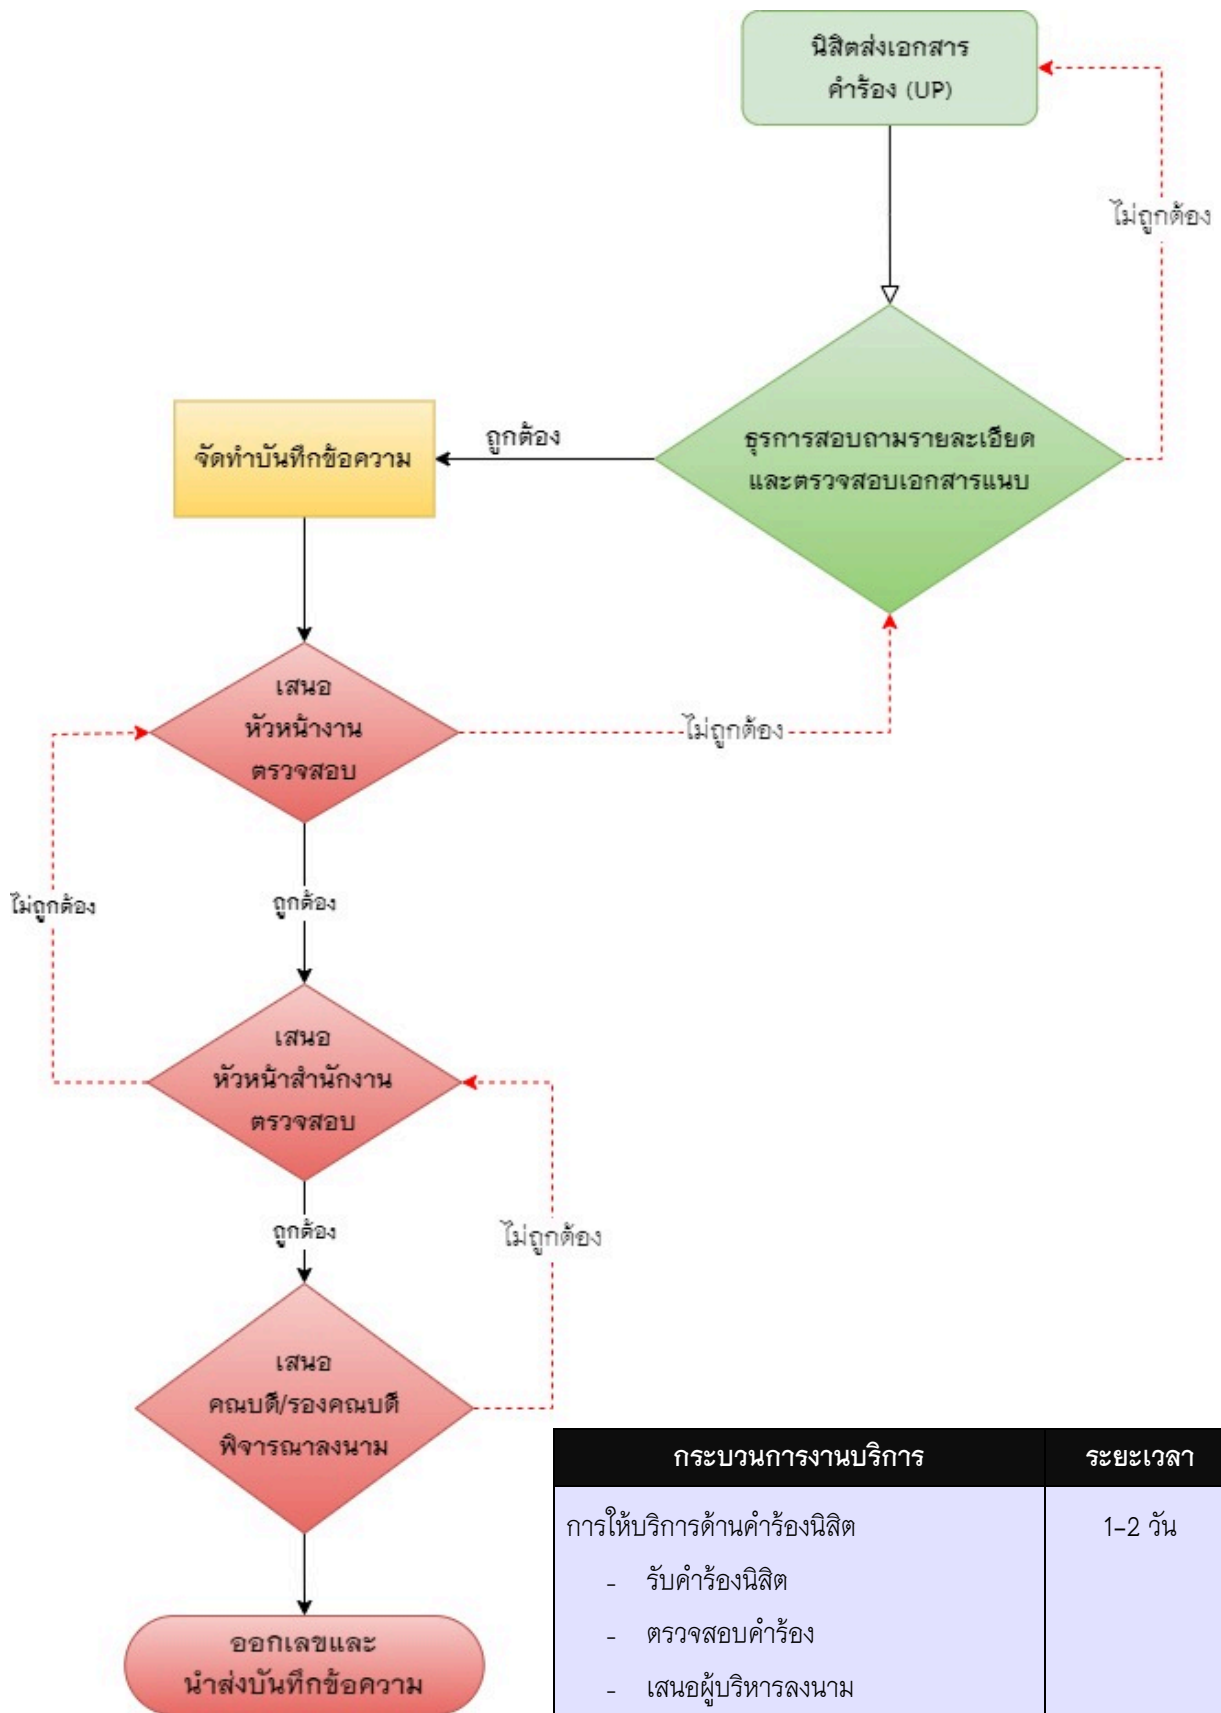 นิสิตส่งเอกสาร
คำร้อง (UP)
ไม่ถูกต้อง
ธุรการสอบถามรายละเอียด
และตรวจสอบเอกสารแนบ
ถูกต้อง
จัดทำบันทึกข้อความ
เสนอ
หัวหน้างาน
ตรวจสอบ
ไม่ถูกต้อง
ไม่ถูกต้อง
ถูกต้อง
เสนอ
หัวหน้าสำนักงาน
ตรวจสอบ
ถูกต้อง
ไม่ถูกต้อง
เสนอ
คณบดี/รองคณบดี
พิจารณาลงนาม
ออกเลขและ
นำส่งบันทึกข้อความ
กระบวนการงานบริการ ระยะเวลา
การให้บริการด้านคำร้องนิสิต 1-2 วัน
- รับคำร้องนิสิต
- ตรวจสอบคำร้อง
- เสนอผู้บริหารลงนาม